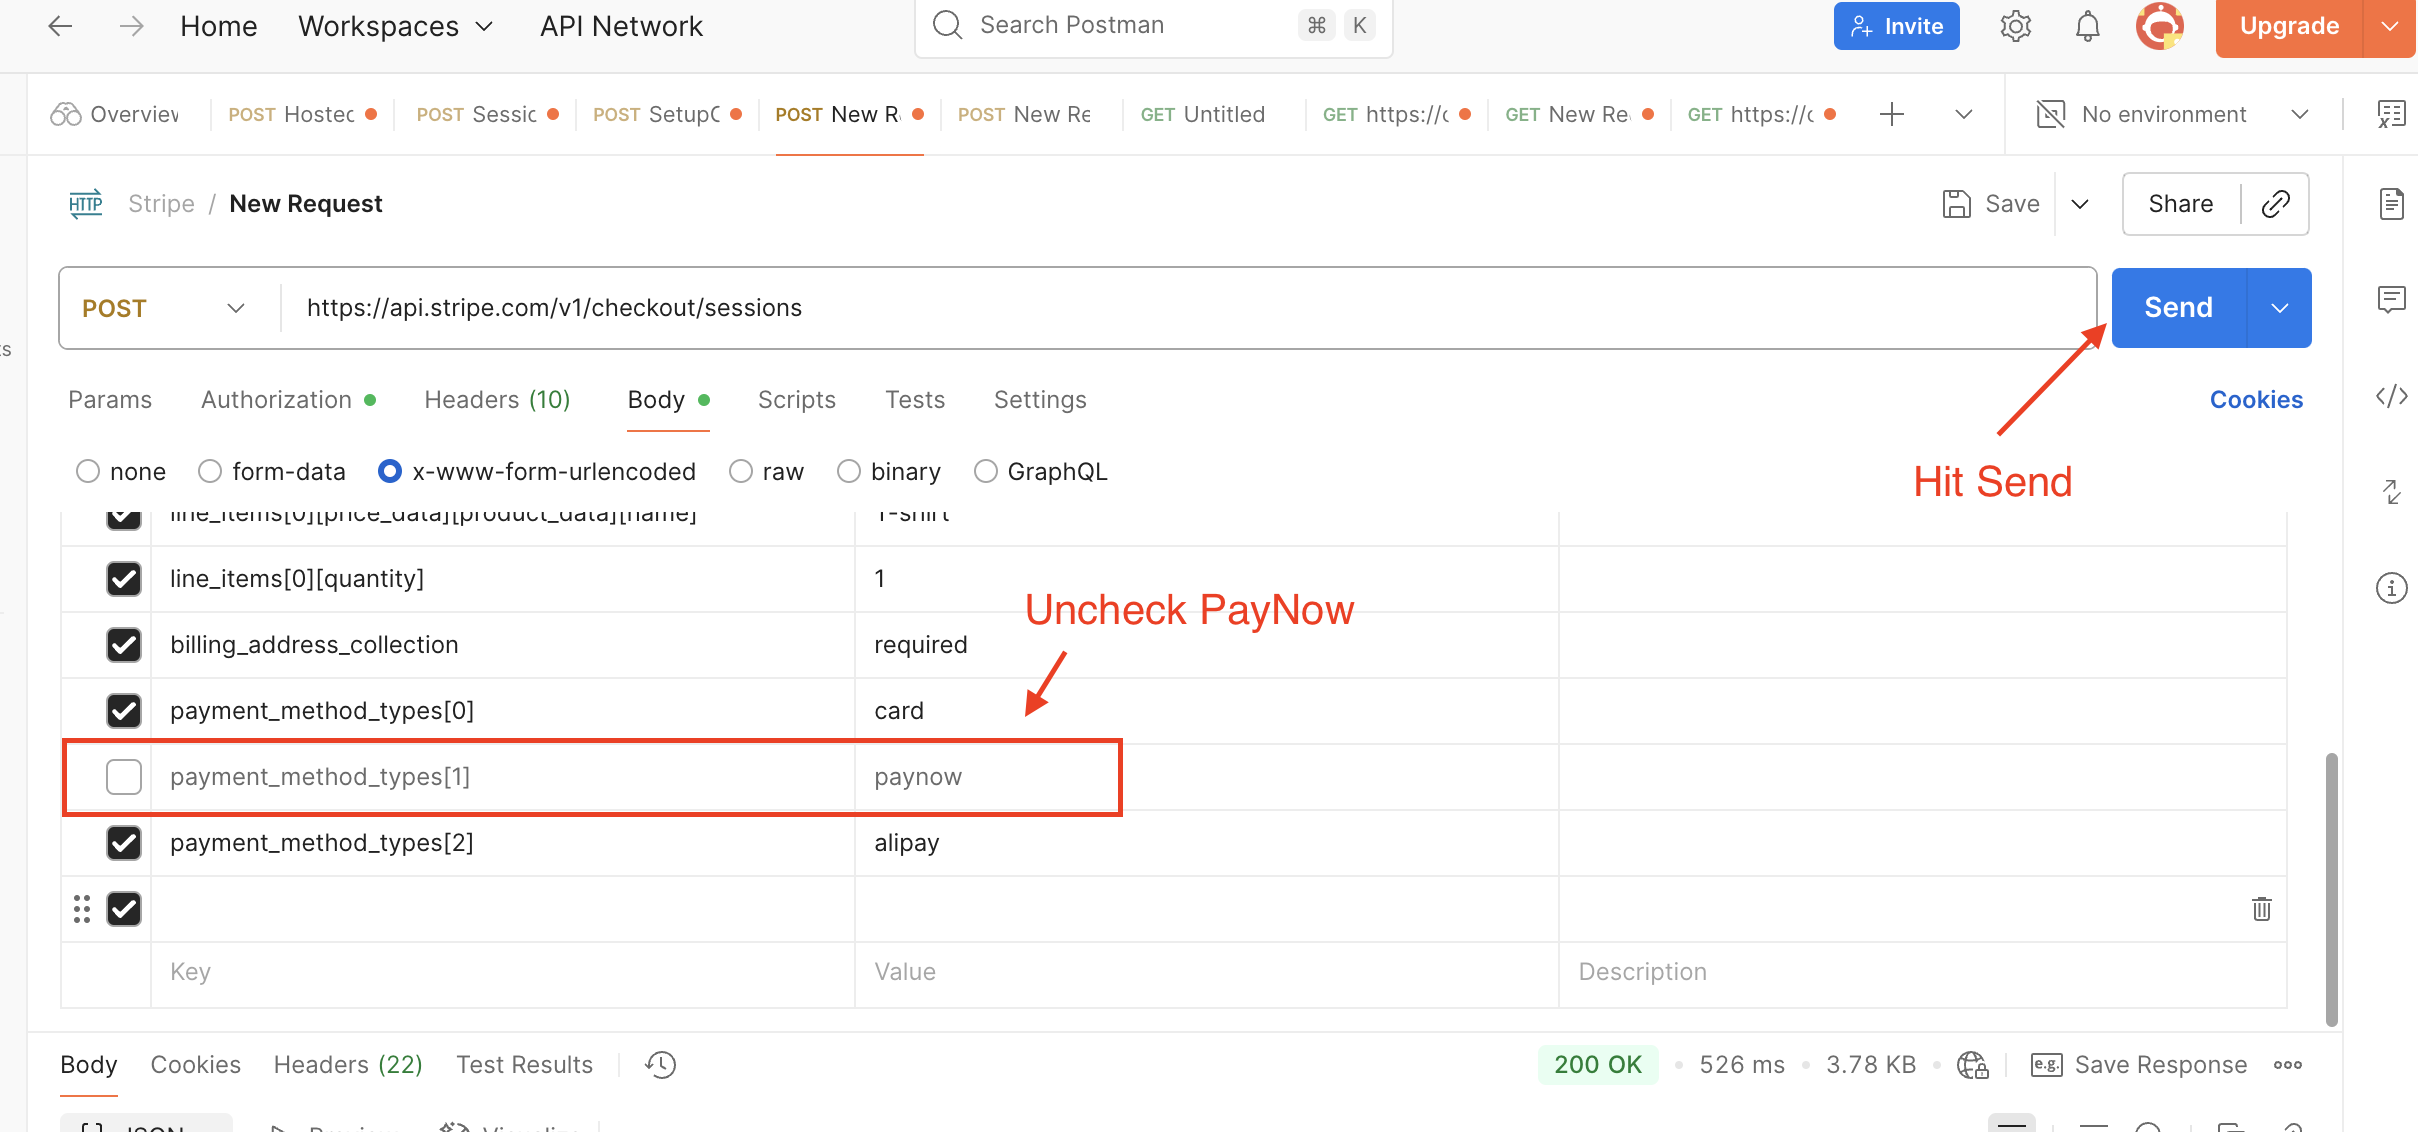 Home Workspaces API Network Search Postman ⌘ K Invite Upgrade
Overview POST Hostec POST Sessic POST SetupC POST New R POST New Re GET Untitled GET https://c GET New Re GET https://c No environment
HTTP Stripe / New Request Save Share
POST https://api.stripe.com/v1/checkout/sessions Send
Params Authorization Headers (10) Body Scripts Tests Settings Cookies
none form-data x-www-form-urlencoded raw binary GraphQL
Hit Send
line_items[0][price_data][product_data][name] T-shirt
line_items[0][quantity] 1
Uncheck PayNow
billing_address_collection required
payment_method_types[0] card
payment_method_types[1] paynow
payment_method_types[2] alipay
Key Value Description
Body Cookies Headers (22) Test Results 200 OK 526 ms 3.78 KB e.g. Save Response
JSON Preview Visualize